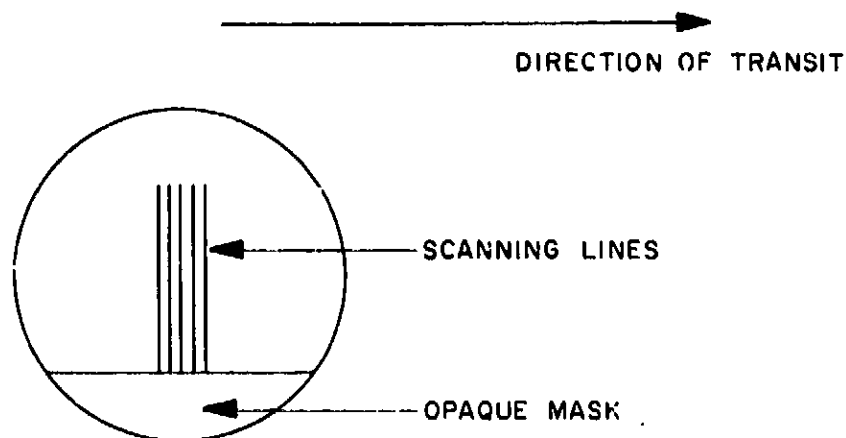 DIRECTION OF TRANSIT
SCANNING LINES
OPAQUE MASK